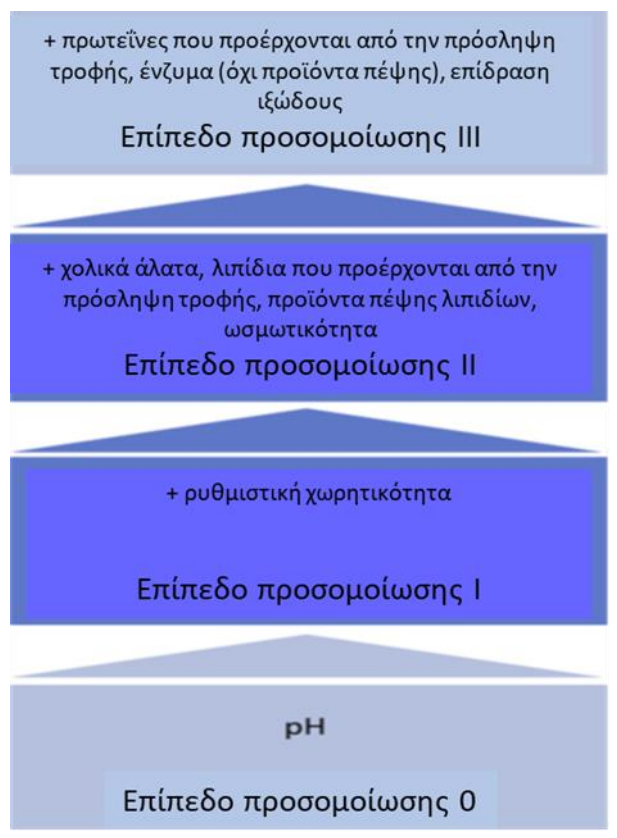 + πρωτεΐνες που προέρχονται από την πρόσληψη
τροφής, ένζυμα (όχι προϊόντα πέψης), επίδραση
ιξώδους
Επίπεδο προσομοίωσης III
+ χολικά άλατα, λιπίδια που προέρχονται από την
πρόσληψη τροφής, προϊόντα πέψης λιπιδίων,
ωσμωτικότητα
Επίπεδο προσομοίωσης II
+ ρυθμιστική χωρητικότητα
Επίπεδο προσομοίωσης I
pH
Επίπεδο προσομοίωσης 0